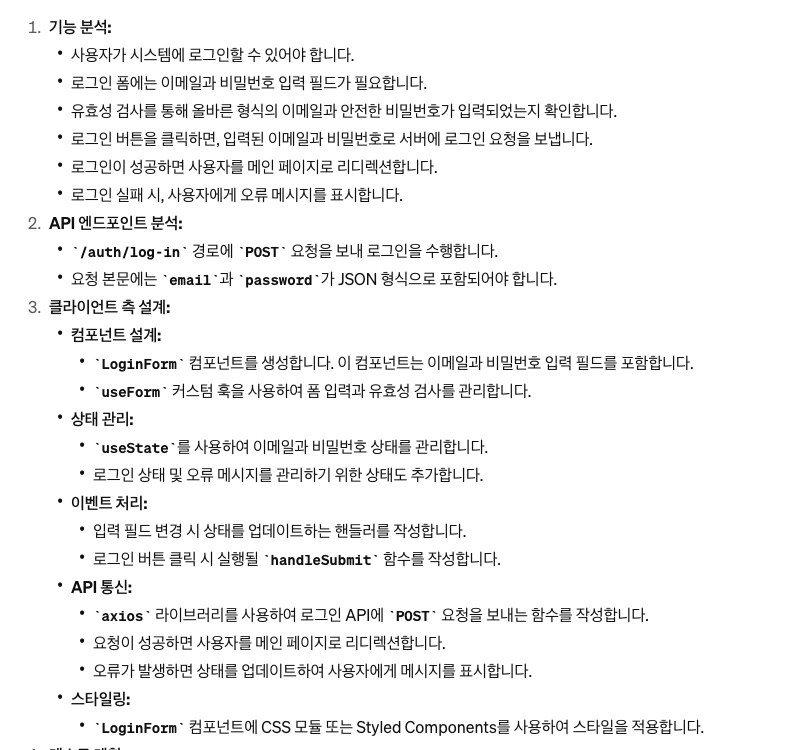 1. 기능 분석:
• 사용자가 시스템에 로그인할 수 있어야 합니다.
• 로그인 폼에는 이메일과 비밀번호 입력 필드가 필요합니다.
• 유효성 검사를 통해 올바른 형식의 이메일과 안전한 비밀번호가 입력되었는지 확인합니다.
• 로그인 버튼을 클릭하면, 입력된 이메일과 비밀번호로 서버에 로그인 요청을 보냅니다.
• 로그인이 성공하면 사용자를 메인 페이지로 리디렉션합니다.
• 로그인 실패 시, 사용자에게 오류 메시지를 표시합니다.
2. API 엔드포인트 분석:
• `/auth/log-in` 경로에 `POST` 요청을 보내 로그인을 수행합니다.
• 요청 본문에는 `email`과 `password`가 JSON 형식으로 포함되어야 합니다.
3. 클라이언트 측 설계:
• 컴포넌트 설계:
• `LoginForm` 컴포넌트를 생성합니다. 이 컴포넌트는 이메일과 비밀번호 입력 필드를 포함합니다.
• `useForm` 커스텀 훅을 사용하여 폼 입력과 유효성 검사를 관리합니다.
• 상태 관리:
• `useState`를 사용하여 이메일과 비밀번호 상태를 관리합니다.
• 로그인 상태 및 오류 메시지를 관리하기 위한 상태도 추가합니다.
• 이벤트 처리:
• 입력 필드 변경 시 상태를 업데이트하는 핸들러를 작성합니다.
• 로그인 버튼 클릭 시 실행될 `handleSubmit` 함수를 작성합니다.
• API 통신:
• `axios` 라이브러리를 사용하여 로그인 API에 `POST` 요청을 보내는 함수를 작성합니다.
• 요청이 성공하면 사용자를 메인 페이지로 리디렉션합니다.
• 오류가 발생하면 상태를 업데이트하여 사용자에게 메시지를 표시합니다.
• 스타일링:
• `LoginForm` 컴포넌트에 CSS 모듈 또는 Styled Components를 사용하여 스타일을 적용합니다.